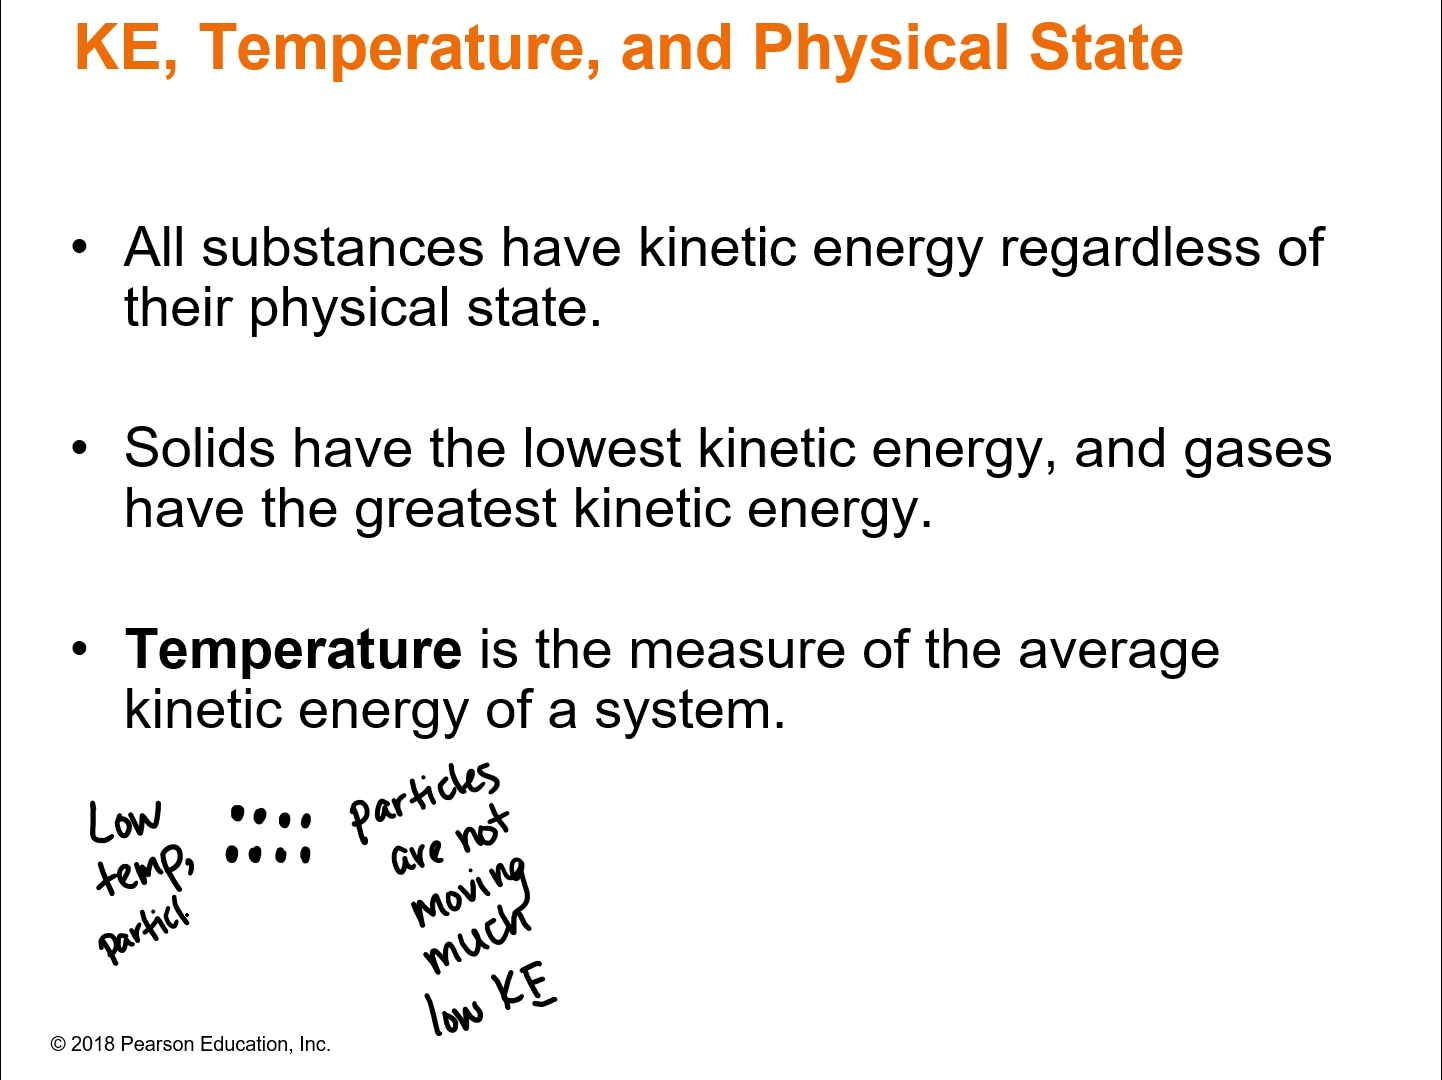 KE, Temperature, and Physical State
• All substances have kinetic energy regardless of
their physical state.
• Solids have the lowest kinetic energy, and gases
have the greatest kinetic energy.
• Temperature is the measure of the average
kinetic energy of a system.
Low
temp,
particl
particles
are not
moving
much
low KE
© 2018 Pearson Education, Inc.